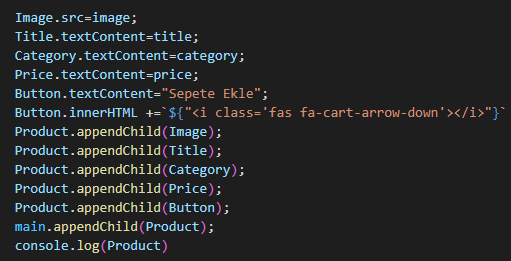 Image.src=image;
Title.textContent=title;
Category.textContent=category;
Price.textContent=price;
Button.textContent="Sepete Ekle";
Button.innerHTML +=`${"<i class='fas fa-cart-arrow-down'></i>"}`
Product.appendChild(Image);
Product.appendChild(Title);
Product.appendChild(Category);
Product.appendChild(Price);
Product.appendChild(Button);
main.appendChild(Product);
console.log(Product)